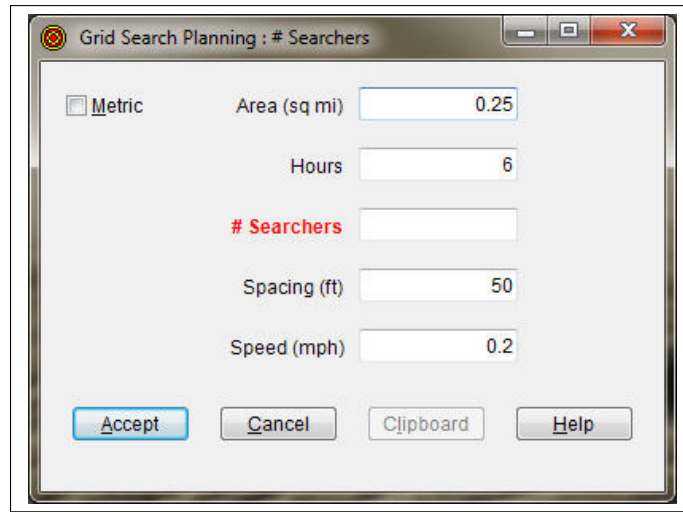 Grid Search Planning : # Searchers
Metric Area (sq mi) 0.25
Hours 6
# Searchers
Spacing (ft) 50
Speed (mph) 0.2
Accept Cancel Clipboard Help